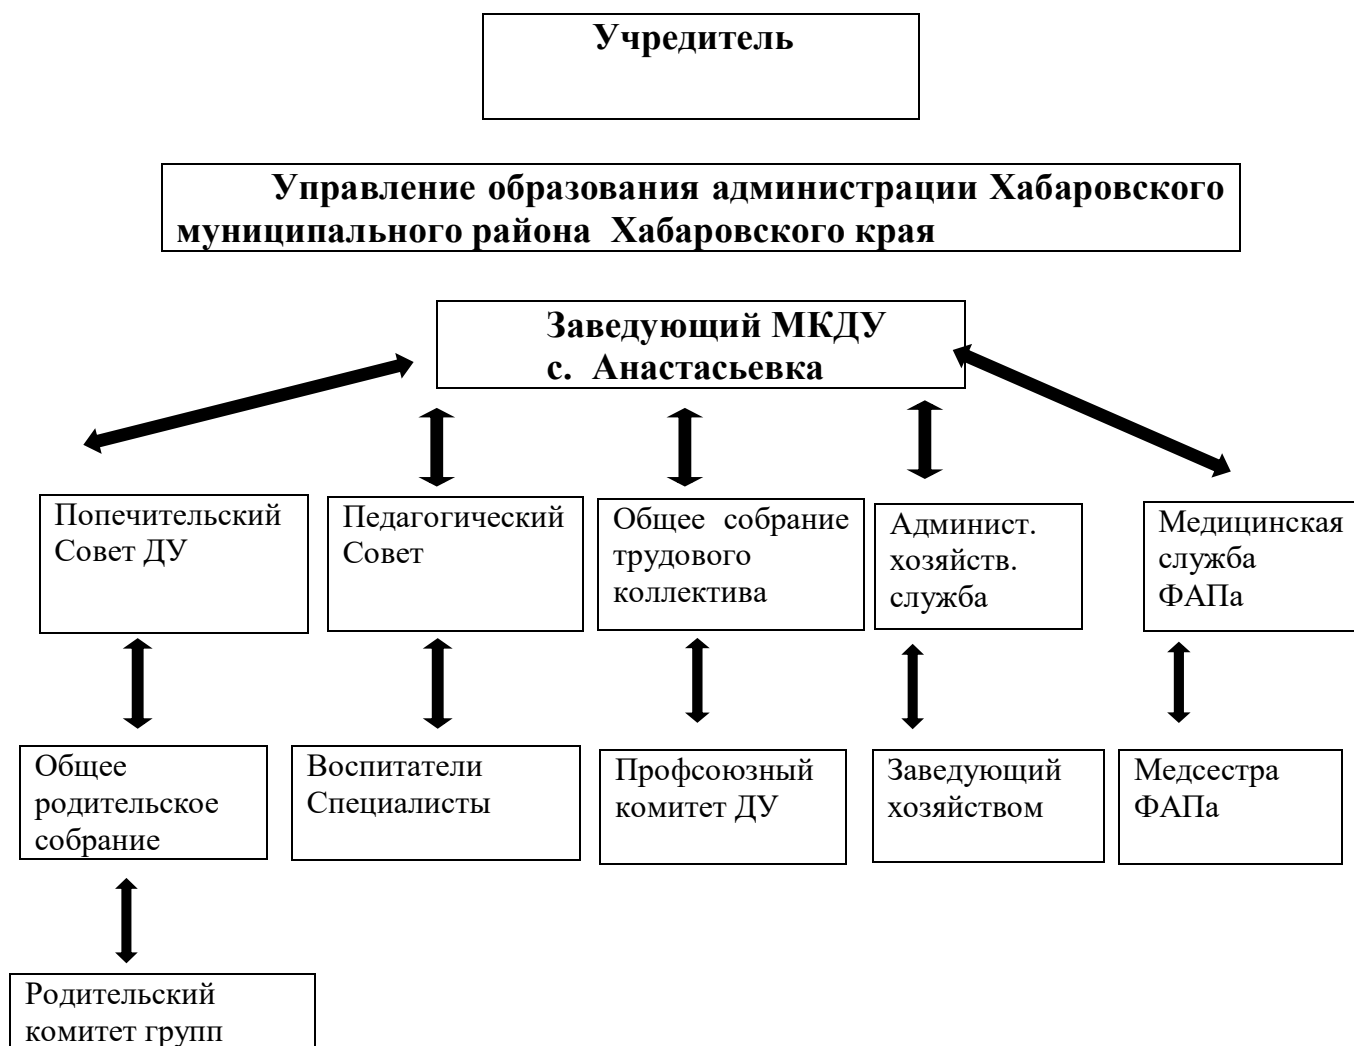 Учредитель
Управление образования администрации Хабаровского
муниципального района Хабаровского края
Заведующий МКДУ
с. Анастасьевка
Попечительский
Совет ДУ
Педагогический
Совет
Общее собрание
трудового
коллектива
Админист.
хозяйств.
служба
Медицинская
служба
ФАПа
Общее
родительское
собрание
Воспитатели
Специалисты
Профсоюзный
комитет ДУ
Заведующий
хозяйством
Медсестра
ФАПа
Родительский
комитет групп